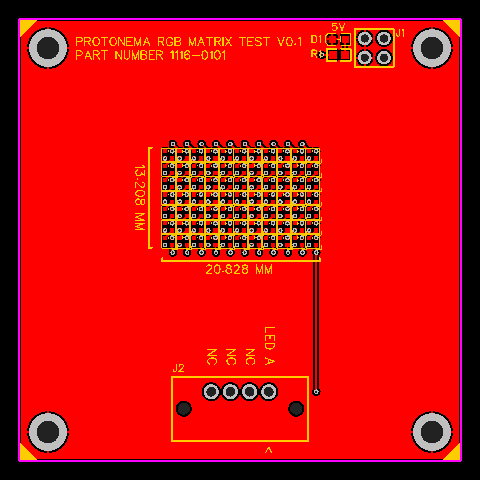 PROTONEMA RGB MATRIX TEST V0.1
PART NUMBER 1116-0101
5V
D1
J1
R1
13.208 MM
20.828 MM
NC
NC
NC
LED A
J2